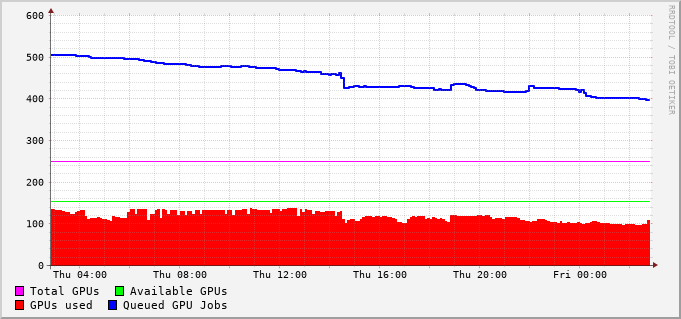 600
500
400
300
200
100
0
Thu 04:00 Thu 08:00 Thu 12:00 Thu 16:00 Thu 20:00 Fri 00:00
Total GPUs Available GPUs
GPUs used Queued GPU Jobs
RRDTOOL / TOBI OETIKER